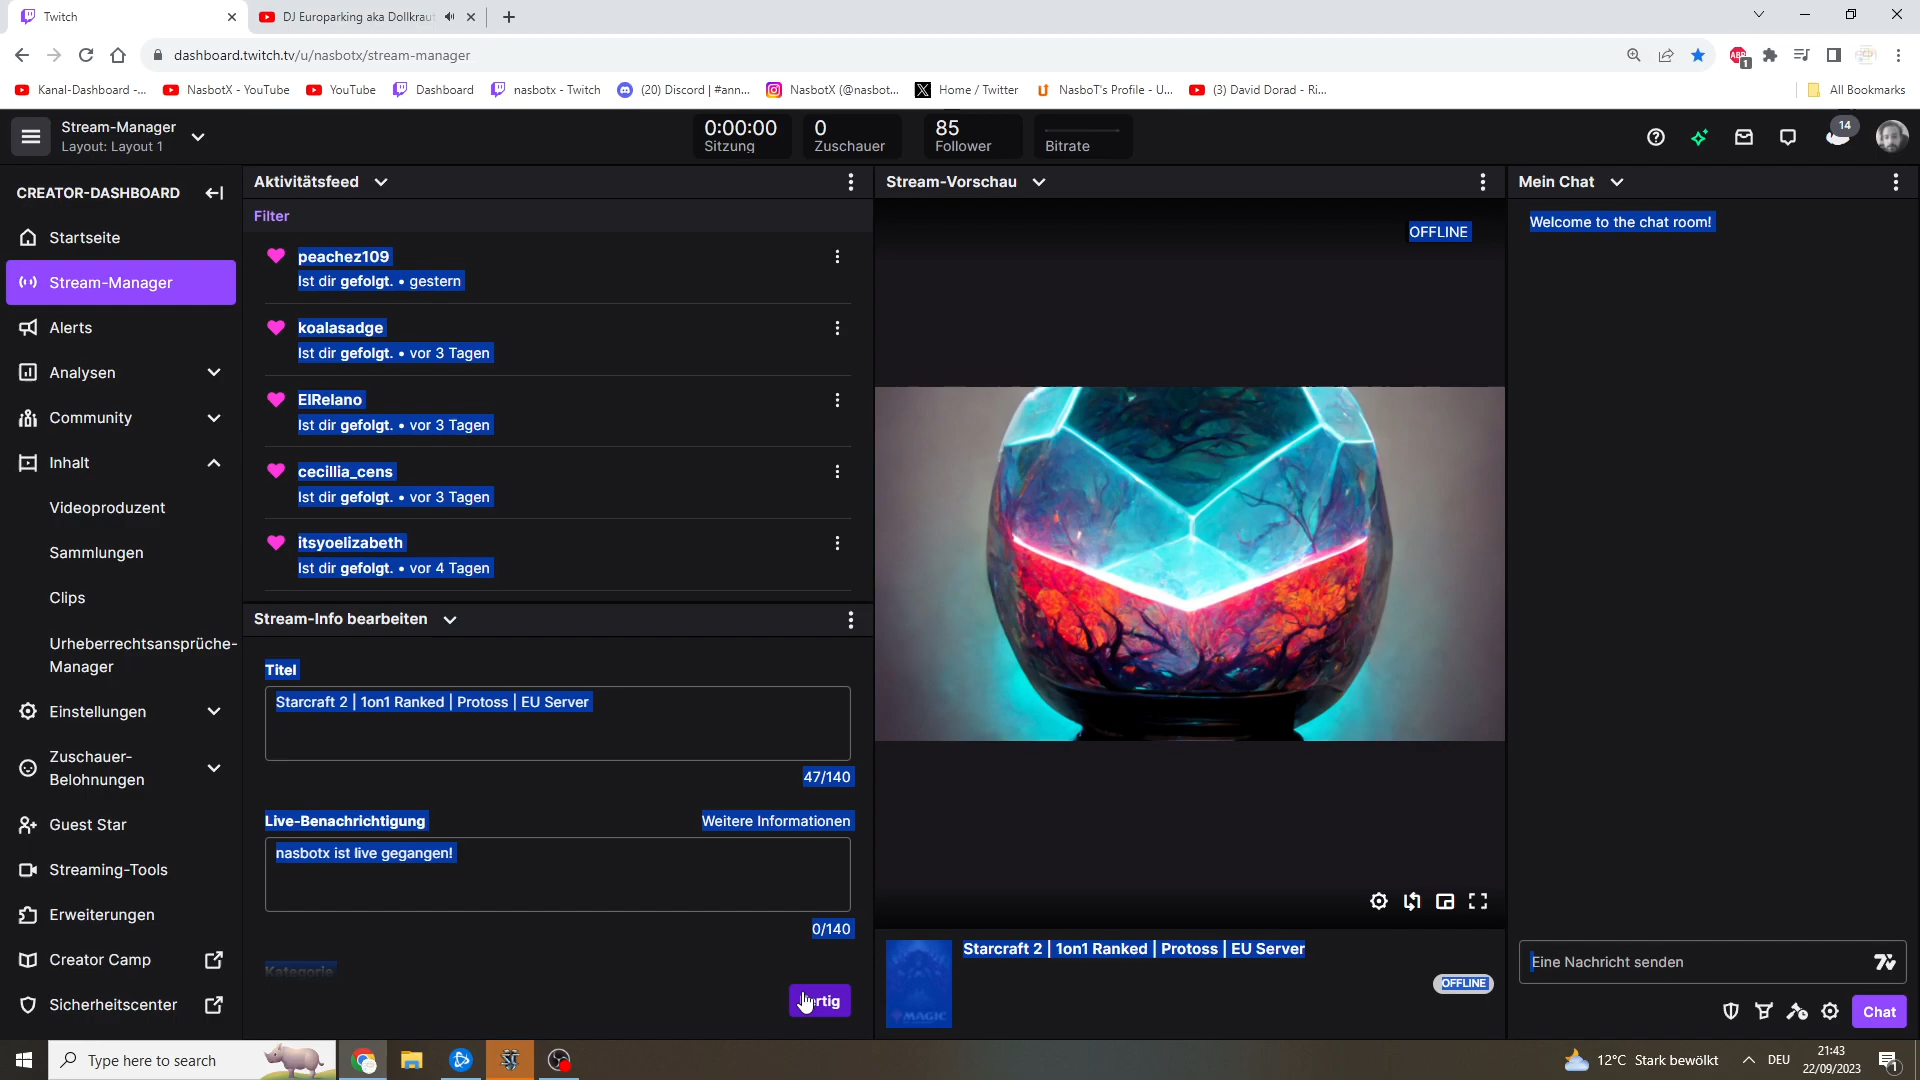 Twitch
DJ Europarking aka Dollkraut
dashboard.twitch.tv/u/nasbotx/stream-manager
ABP
1
Kanal-Dashboard -...
NasbotX - YouTube
YouTube
Dashboard
nasbotx - Twitch
(20) Discord | #ann...
NasbotX (@nasbot...
Home / Twitter
NasboT's Profile - U...
(3) David Dorad - Ri...
All Bookmarks
Stream-Manager
Layout: Layout 1
0:00:00
Sitzung
0
Zuschauer
85
Follower
Bitrate
14
CREATOR-DASHBOARD
Startseite
Stream-Manager
Alerts
Analysen
Community
Inhalt
Videoproduzent
Sammlungen
Clips
Urheberrechtsansprüche-
Manager
Einstellungen
Zuschauer-
Belohnungen
Guest Star
Streaming-Tools
Erweiterungen
Creator Camp
Sicherheitscenter
Aktivitätsfeed
Filter
peachez109
Ist dir gefolgt. • gestern
koalasadge
Ist dir gefolgt. • vor 3 Tagen
ElRelano
Ist dir gefolgt. • vor 3 Tagen
cecillia_cens
Ist dir gefolgt. • vor 3 Tagen
itsyoelizabeth
Ist dir gefolgt. • vor 4 Tagen
Stream-Info bearbeiten
Titel
Starcraft 2 | 1on1 Ranked | Protoss | EU Server
47/140
Live-Benachrichtigung
Weitere Informationen
nasbotx ist live gegangen!
0/140
Kategorie
Stream-Vorschau
OFFLINE
MAGIC
Starcraft 2 | 1on1 Ranked | Protoss | EU Server
OFFLINE
Mein Chat
Welcome to the chat room!
Eine Nachricht senden
Chat
Type here to search
12°C Stark bewölkt
DEU
21:43
22/09/2023
1